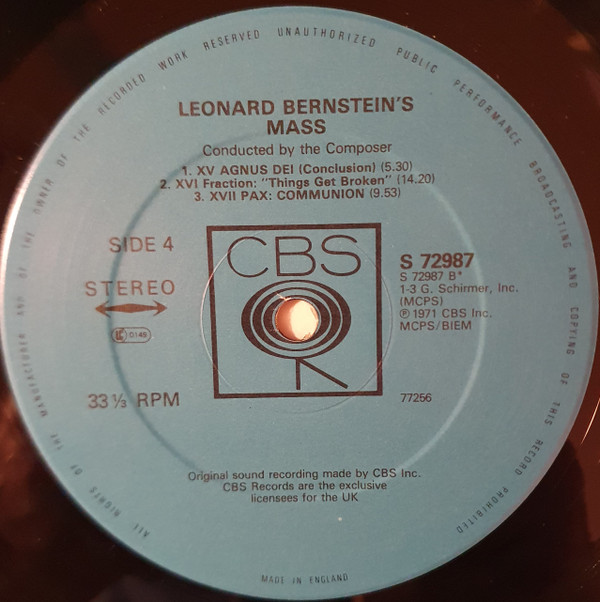 ALL RIGHTS OF THE MANUFACTURER AND OF THE OWNER OF THE RECORDED WORK RESERVED UNAUTHORIZED PUBLIC PERFORMANCE BROADCASTING AND COPYING OF THIS RECORD PROHIBITED
LEONARD BERNSTEIN'S
MASS
Conducted by the Composer
1. XV AGNUS DEI (Conclusion) (5.30)
2. XVI Fraction: "Things Get Broken" (14.20)
3. XVII PAX: COMMUNION (9.53)
SIDE 4
STEREO
0149
33⅓ RPM
CBS
S 72987
S 72987 B*
1-3 G. Schirmer, Inc.
(MCPS)
℗ 1971 CBS Inc.
MCPS/BIEM
77256
Original sound recording made by CBS Inc.
CBS Records are the exclusive
licensees for the UK
MADE IN ENGLAND